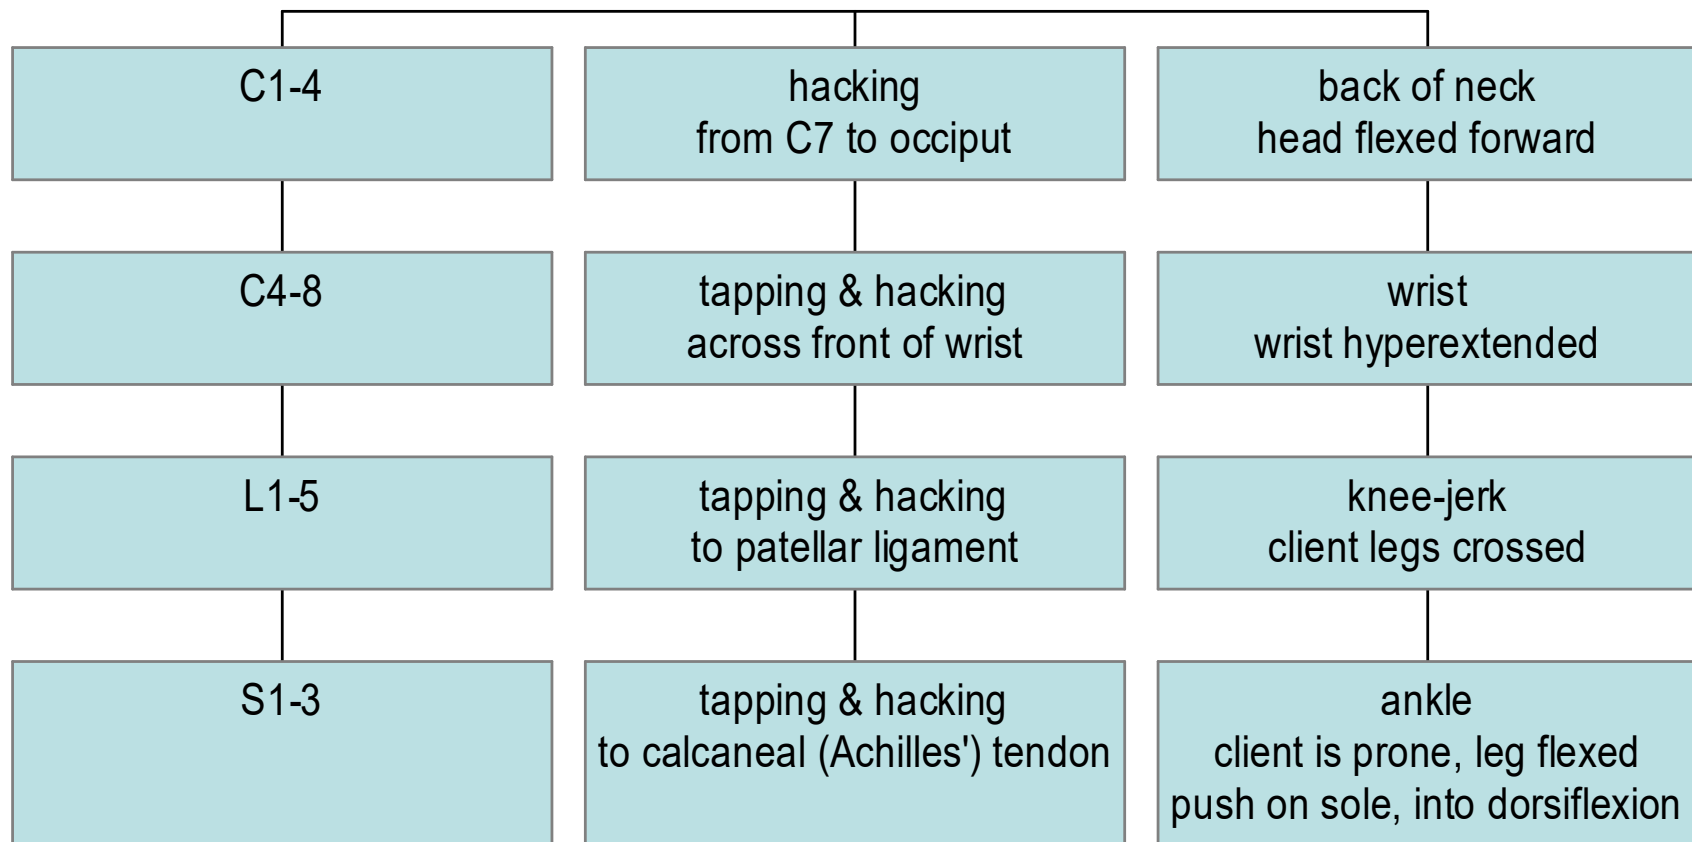 C1-4
hacking
from C7 to occiput
back of neck
head flexed forward
C4-8
tapping & hacking
across front of wrist
wrist
wrist hyperextended
L1-5
tapping & hacking
to patellar ligament
knee-jerk
client legs crossed
S1-3
tapping & hacking
to calcaneal (Achilles') tendon
ankle
client is prone, leg flexed
push on sole, into dorsiflexion